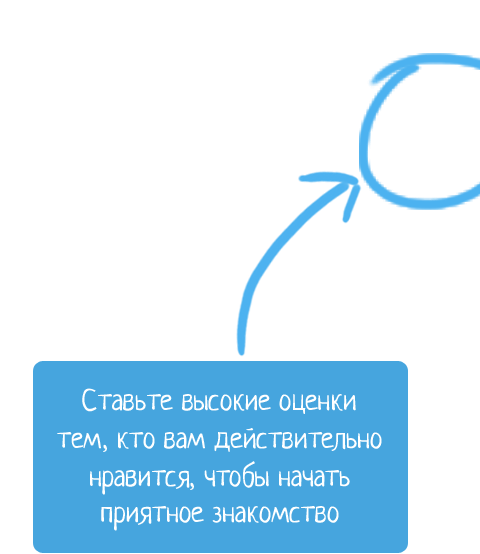 Ставьте высокие оценки
тем, кто вам действительно
нравится, чтобы начать
приятное знакомство